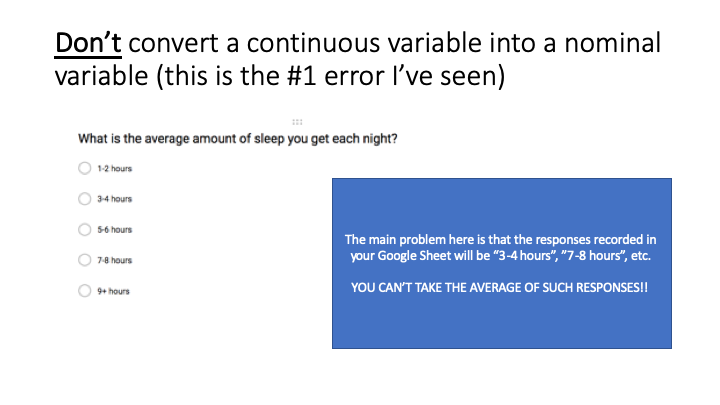 Don’t convert a continuous variable into a nominal
variable (this is the #1 error I’ve seen)
What is the average amount of sleep you get each night?
1-2 hours
3-4 hours
5-6 hours
7-8 hours
9+ hours
The main problem here is that the responses recorded in
your Google Sheet will be “3-4 hours”, ”7-8 hours”, etc.
YOU CAN’T TAKE THE AVERAGE OF SUCH RESPONSES!!